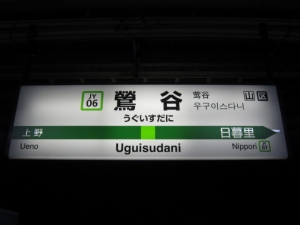 JY
06
鶯谷
うぐいすだに
莺谷
우구이스다니
山 区
上野
Ueno
Uguisudani
日暮里
Nippori
07